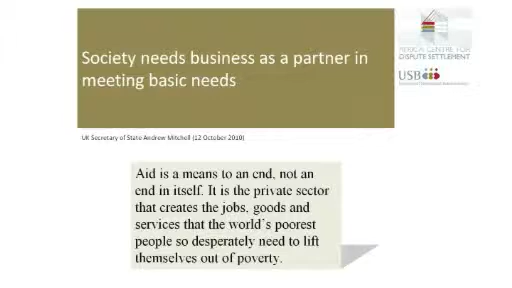 Society needs business as a partner in
meeting basic needs
AFRICAN CENTRE FOR
DISPUTE SETTLEMENT
USB
UK Secretary of State Andrew Mitchell (12 October 2010)
Aid is a means to an end, not an
end in itself. It is the private sector
that creates the jobs, goods and
services that the world's poorest
people so desperately need to lift
themselves out of poverty.